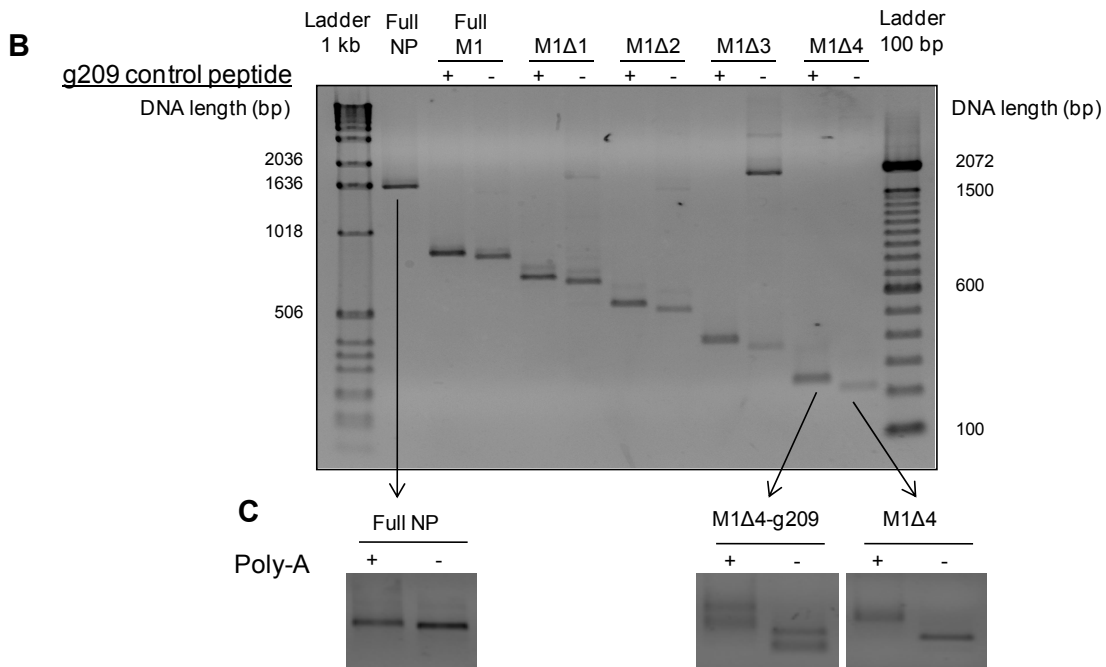 B
Ladder 1 kb
Full NP
Full M1
M1Δ1
M1Δ2
M1Δ3
M1Δ4
Ladder 100 bp
g209 control peptide + - + - + - + - + -
DNA length (bp)
DNA length (bp)
2036
1636
1018
506
2072
1500
600
100
C
Full NP
M1Δ4-g209
M1Δ4
Poly-A + - + - + -